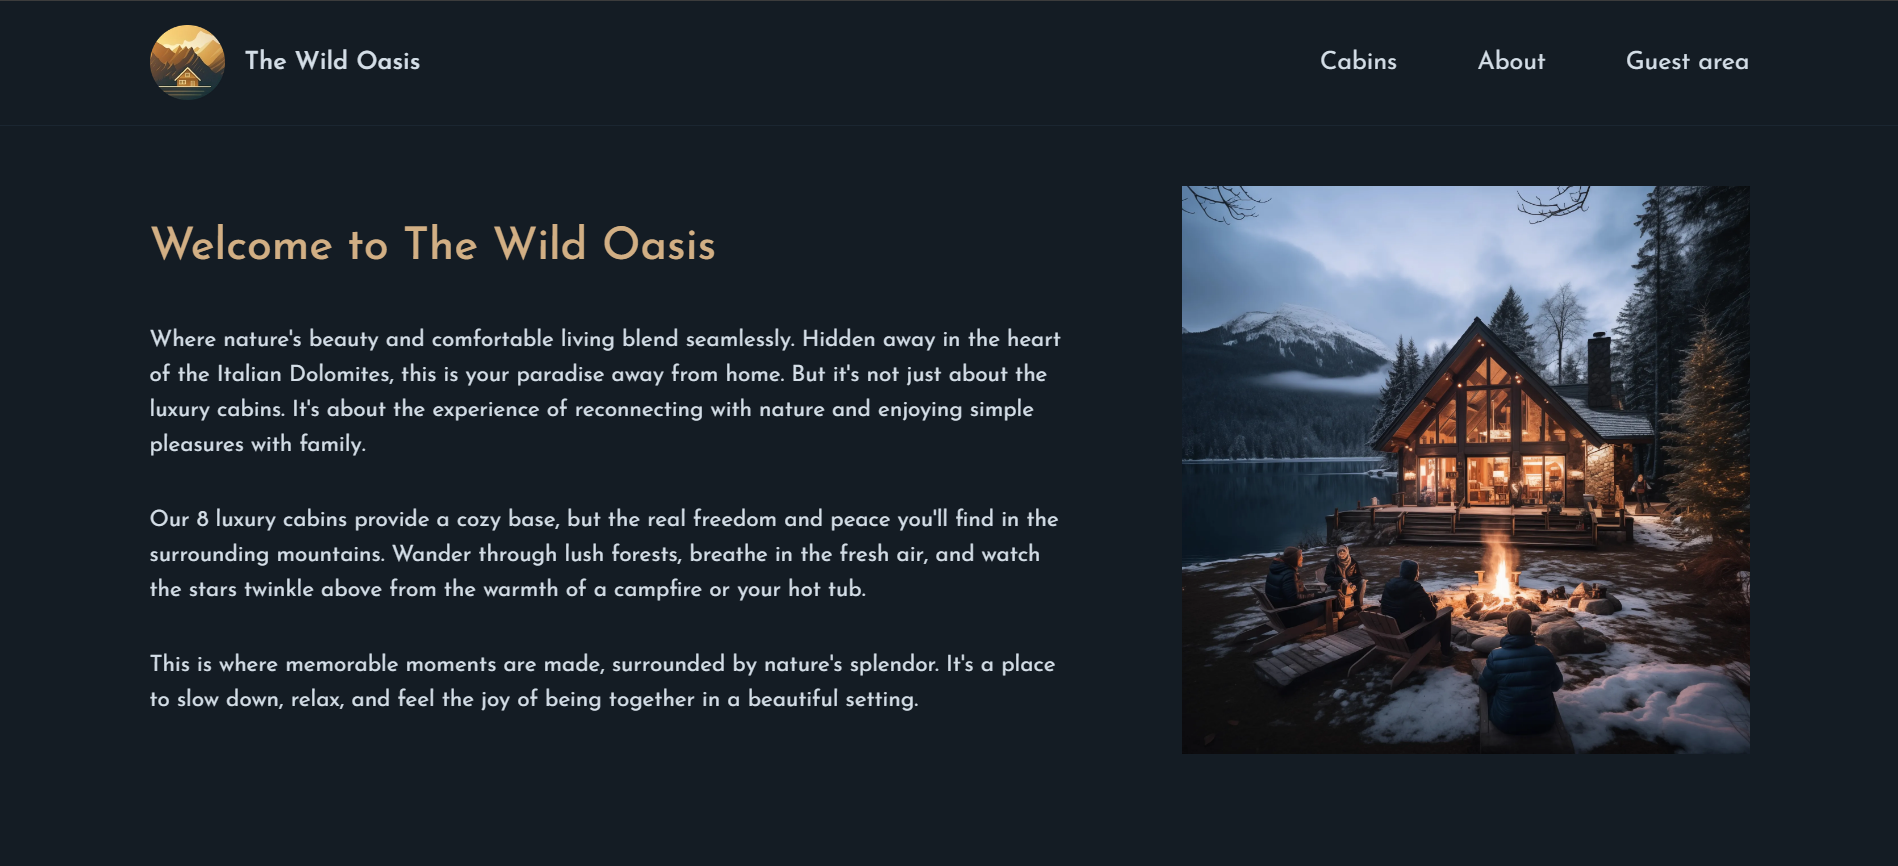 The Wild Oasis
Cabins
About
Guest area
Welcome to The Wild Oasis
Where nature's beauty and comfortable living blend seamlessly. Hidden away in the heart
of the Italian Dolomites, this is your paradise away from home. But it's not just about the
luxury cabins. It's about the experience of reconnecting with nature and enjoying simple
pleasures with family.
Our 8 luxury cabins provide a cozy base, but the real freedom and peace you'll find in the
surrounding mountains. Wander through lush forests, breathe in the fresh air, and watch
the stars twinkle above from the warmth of a campfire or your hot tub.
This is where memorable moments are made, surrounded by nature's splendor. It's a place
to slow down, relax, and feel the joy of being together in a beautiful setting.